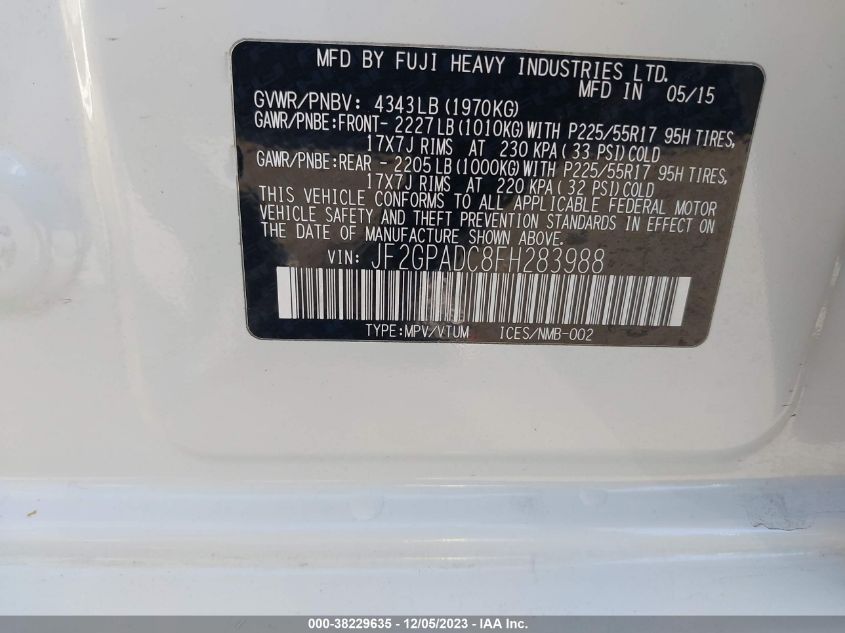 MFD BY FUJI HEAVY INDUSTRIES LTD.
MFD IN 05/15
GVWR/PNBV: 4343LB(1970KG)
GAWR/PNBE:FRONT- 2227LB(1010KG)WITH P225/55R17 95H TIRES,
17X7J RIMS AT 230 KPA( 33 PSI)COLD
GAWR/PNBE:REAR - 2205LB(1000KG)WITH P225/55R17 95H TIRES,
17X7J RIMS AT 220 KPA( 32 PSI)COLD
THIS VEHICLE CONFORMS TO ALL APPLICABLE FEDERAL MOTOR
VEHICLE SAFETY AND THEFT PREVENTION STANDARDS IN EFFECT ON
THE DATE OF MANUFACTURE SHOWN ABOVE.
VIN: JF2GPADC8FH283988
TYPE:MPV/VTUM ICES/NMB-002
000-38229635 - 12/05/2023 - IAA Inc.